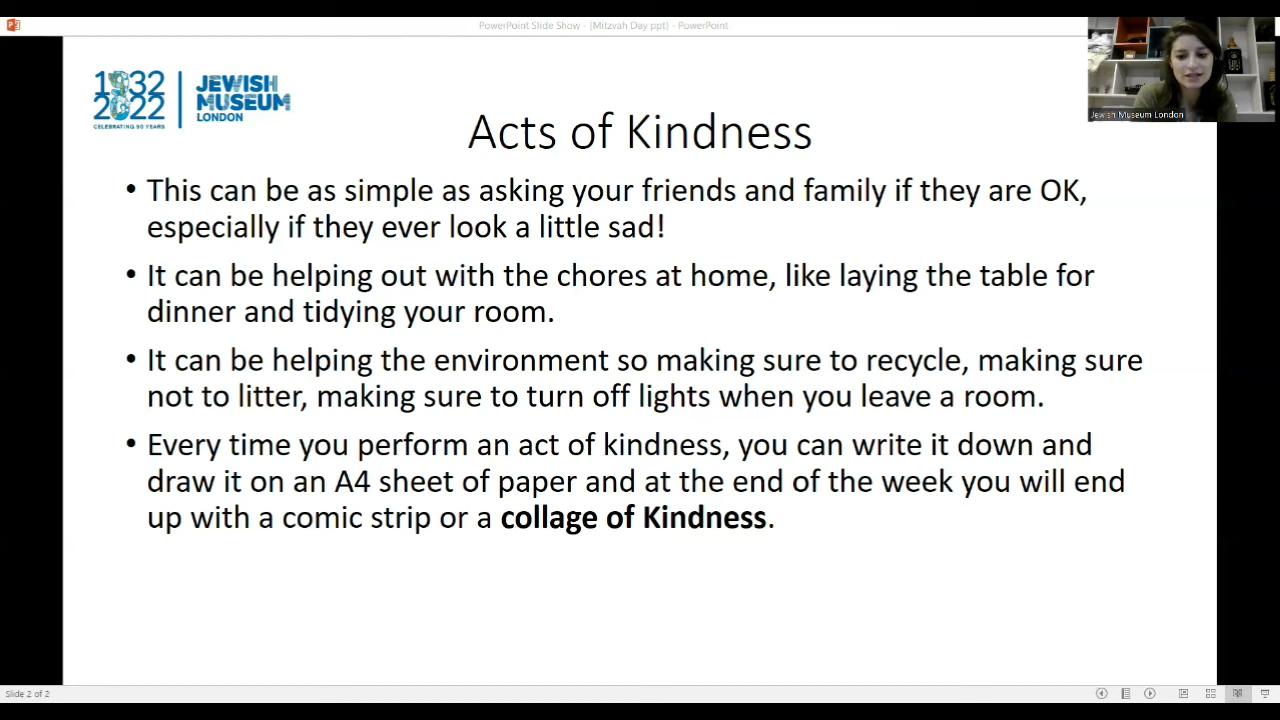 PowerPoint Slide Show - [Mitzvah Day ppt] - PowerPoint
1932
2022
CELEBRATING 90 YEARS
JEWISH
MUSEUM
LONDON
Jewish Museum London
Acts of Kindness
• This can be as simple as asking your friends and family if they are OK,
especially if they ever look a little sad!
• It can be helping out with the chores at home, like laying the table for
dinner and tidying your room.
• It can be helping the environment so making sure to recycle, making sure
not to litter, making sure to turn off lights when you leave a room.
• Every time you perform an act of kindness, you can write it down and
draw it on an A4 sheet of paper and at the end of the week you will end
up with a comic strip or a collage of Kindness.
Slide 2 of 2